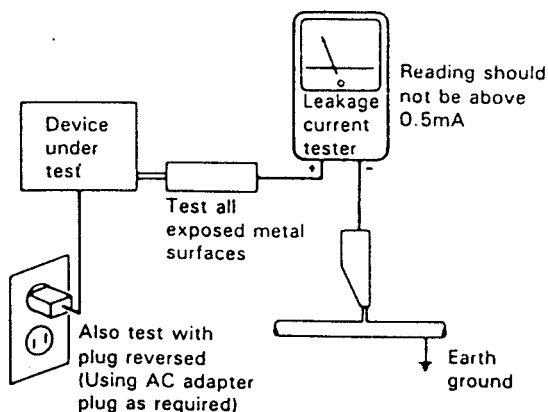 Device
under
test
Leakage
current
tester
+ -
Reading should
not be above
0.5mA
Test all
exposed metal
surfaces
Also test with
plug reversed
(Using AC adapter
plug as required)
Earth
ground